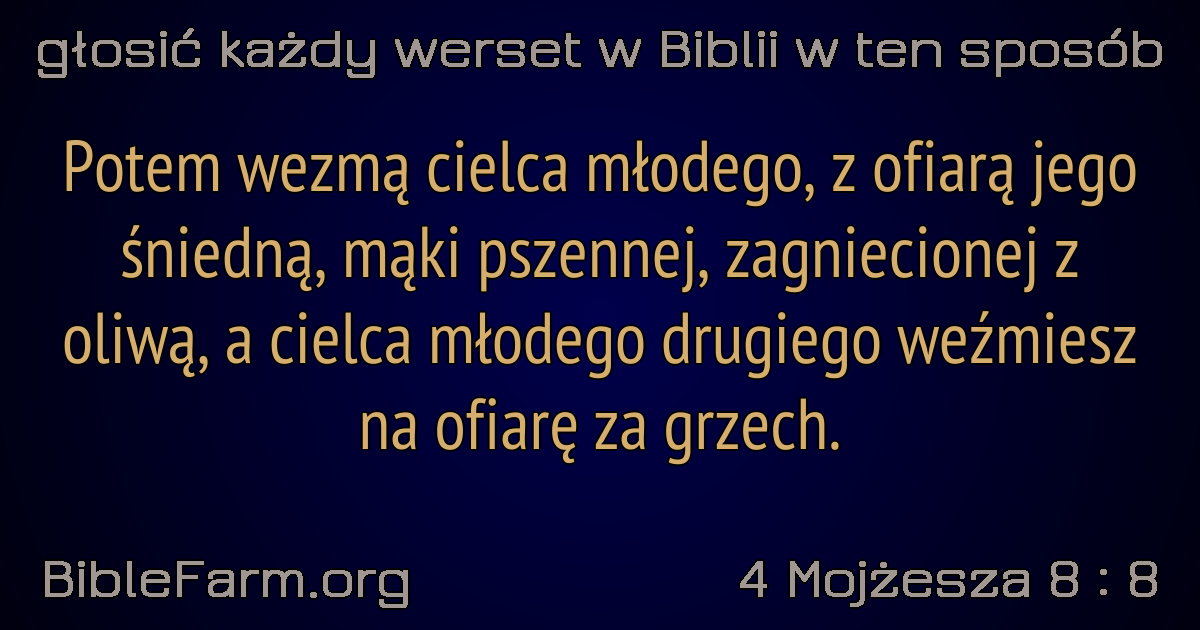 głosić każdy werset w Biblii w ten sposób
Potem wezmą cielca młodego, z ofiarą jego
śniedną, mąki pszennej, zagniecionej z
oliwą, a cielca młodego drugiego weźmiesz
na ofiarę za grzech.
BibleFarm.org
4 Mojżesza 8 : 8